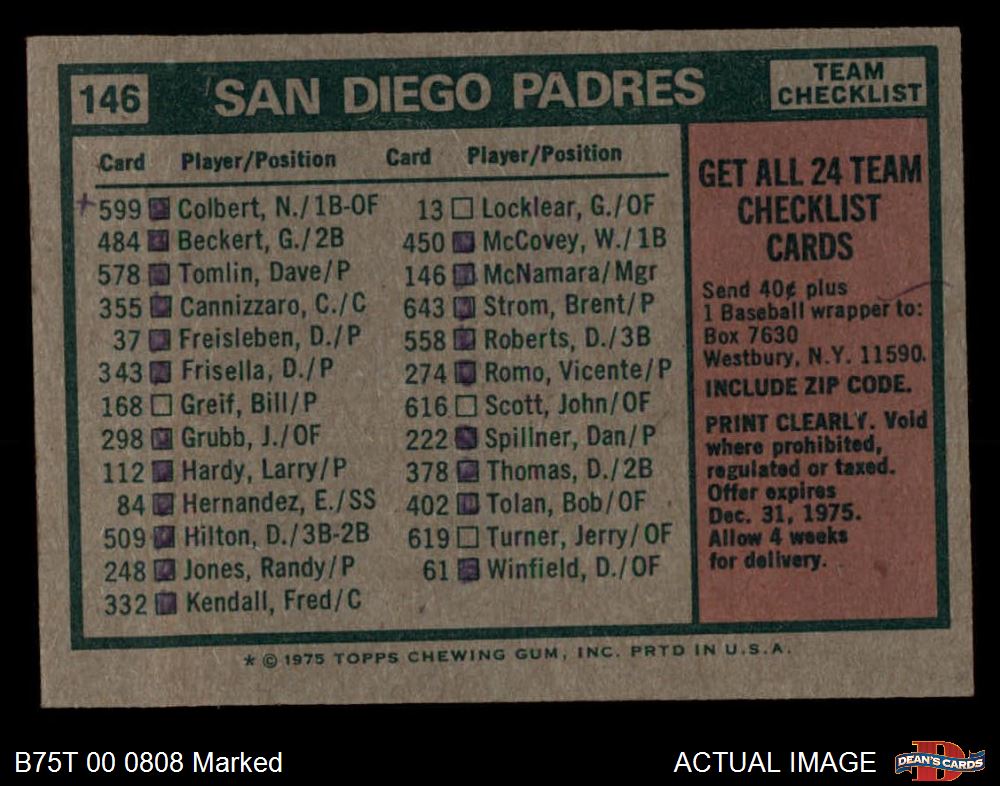 146 SAN DIEGO PADRES TEAM CHECKLIST
Card Player/Position
599 Colbert, N./1B-OF
484 Beckert, G./2B
578 Tomlin, Dave/P
355 Cannizzaro, C./C
37 Freisleben, D./P
343 Frisella, D./P
168 Greif, Bill/P
298 Grubb, J./OF
112 Hardy, Larry/P
84 Hernandez, E./SS
509 Hilton, D./3B-2B
248 Jones, Randy/P
332 Kendall, Fred/C
Card Player/Position
13 Locklear, G./OF
450 McCovey, W./1B
146 McNamara/Mgr
643 Strom, Brent/P
558 Roberts, D./3B
274 Romo, Vicente/P
616 Scott, John/OF
222 Spillner, Dan/P
378 Thomas, D./2B
402 Tolan, Bob/OF
619 Turner, Jerry/OF
61 Winfield, D./OF
GET ALL 24 TEAM
CHECKLIST
CARDS
Send 40¢ plus
1 Baseball wrapper to:
Box 7630
Westbury, N.Y. 11590.
INCLUDE ZIP CODE.
PRINT CLEARLY. Void
where prohibited,
regulated or taxed.
Offer expires
Dec. 31, 1975.
Allow 4 weeks
for delivery.
* © 1975 TOPPS CHEWING GUM, INC. PRTD IN U.S.A.
B75T 00 0808 Marked
ACTUAL IMAGE
DEAN'S CARDS